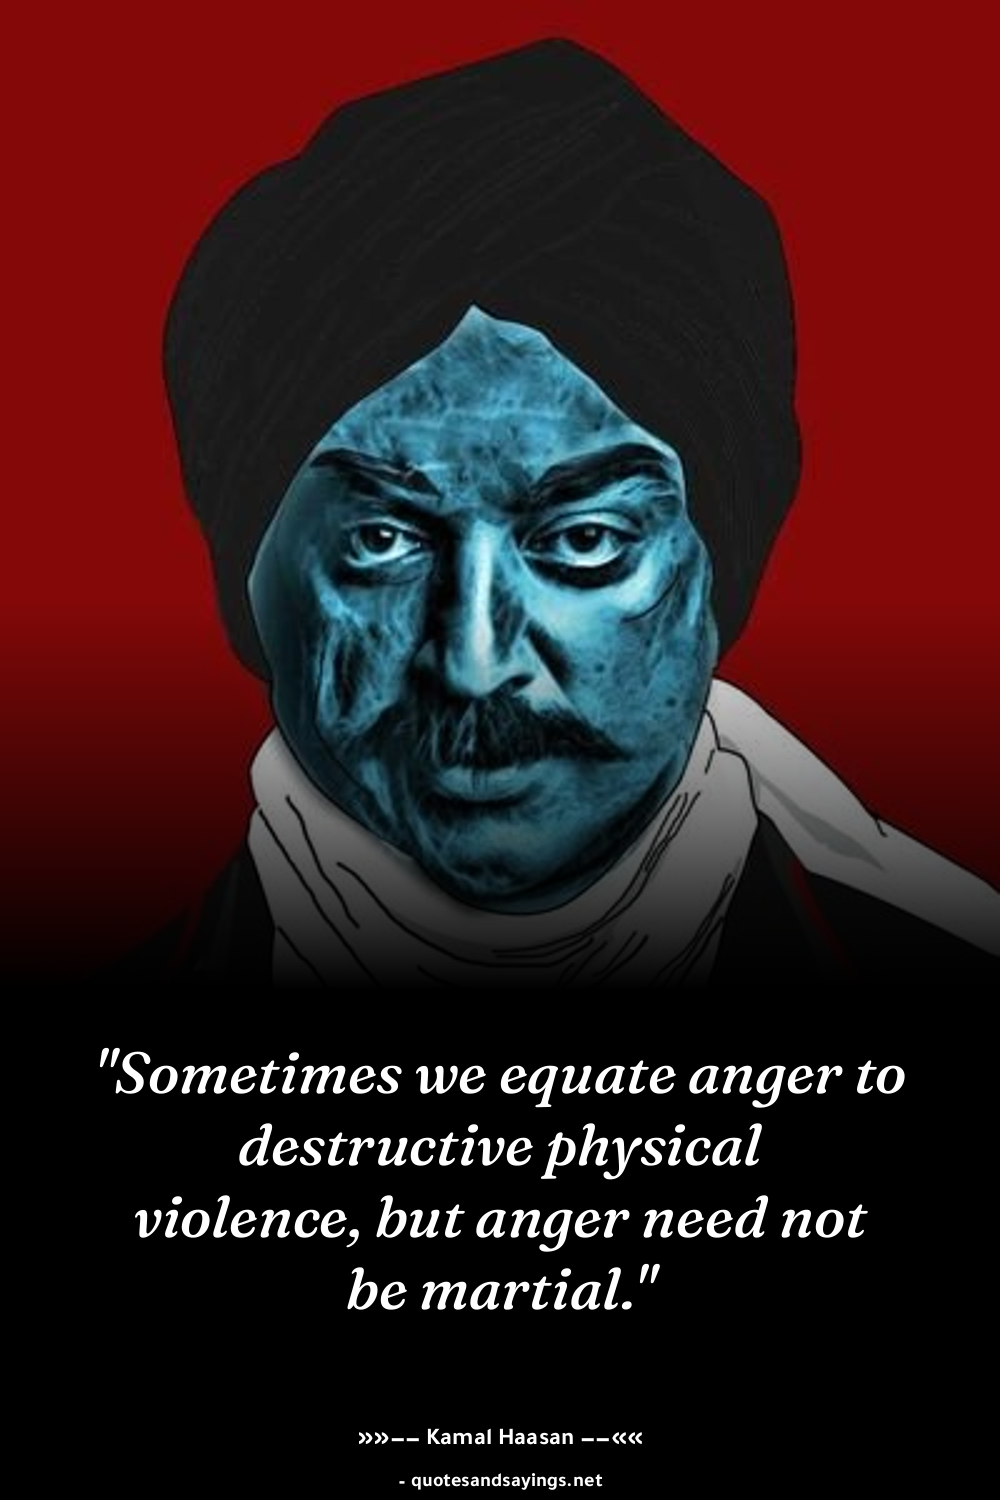 "Sometimes we equate anger to
destructive physical
violence, but anger need not
be martial."
»»–– Kamal Haasan ––««
- quotesandsayings.net